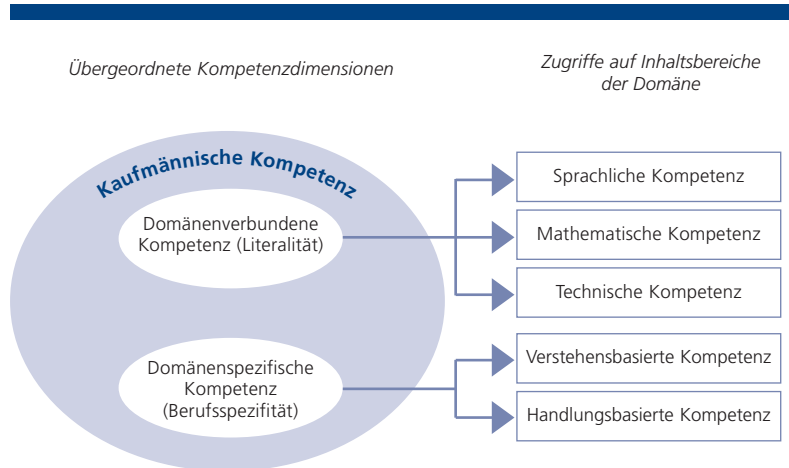 Übergeordnete Kompetenzdimensionen
Zugriffe auf Inhaltsbereiche
der Domäne
Kaufmännische Kompetenz
Domänenverbundene
Kompetenz (Literalität)
Sprachliche Kompetenz
Mathematische Kompetenz
Technische Kompetenz
Domänenspezifische
Kompetenz
(Berufsspezifität)
Verstehensbasierte Kompetenz
Handlungsbasierte Kompetenz